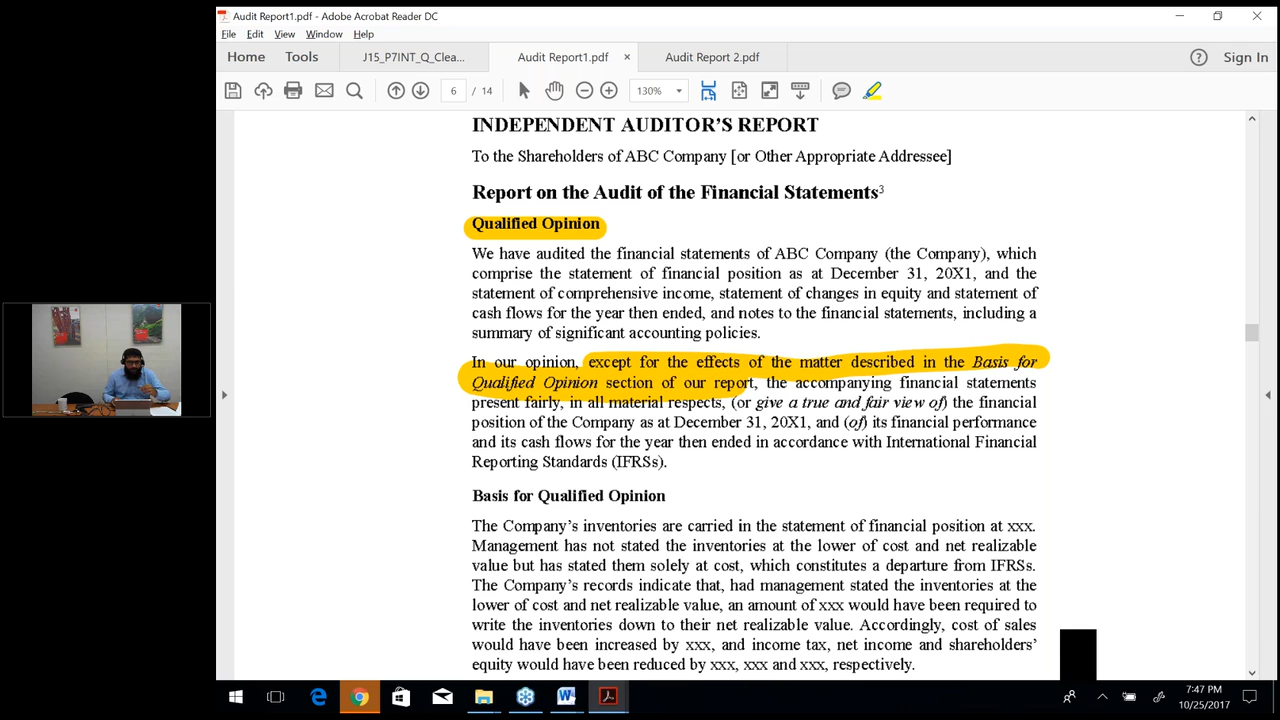 Audit Report1.pdf - Adobe Acrobat Reader DC
File Edit View Window Help
Home Tools J15_P7INT_Q_Clea... Audit Report1.pdf × Audit Report 2.pdf ? Sign In
6 / 14 130%
INDEPENDENT AUDITOR'S REPORT
To the Shareholders of ABC Company [or Other Appropriate Addressee]
Report on the Audit of the Financial Statements3
Qualified Opinion
We have audited the financial statements of ABC Company (the Company), which
comprise the statement of financial position as at December 31, 20X1, and the
statement of comprehensive income, statement of changes in equity and statement of
cash flows for the year then ended, and notes to the financial statements, including a
summary of significant accounting policies.
In our opinion, except for the effects of the matter described in the Basis for
Qualified Opinion section of our report, the accompanying financial statements
present fairly, in all material respects, (or give a true and fair view of) the financial
position of the Company as at December 31, 20X1, and (of) its financial performance
and its cash flows for the year then ended in accordance with International Financial
Reporting Standards (IFRSs).
Basis for Qualified Opinion
The Company's inventories are carried in the statement of financial position at xxx.
Management has not stated the inventories at the lower of cost and net realizable
value but has stated them solely at cost, which constitutes a departure from IFRSs.
The Company's records indicate that, had management stated the inventories at the
lower of cost and net realizable value, an amount of xxx would have been required to
write the inventories down to their net realizable value. Accordingly, cost of sales
would have been increased by xxx, and income tax, net income and shareholders'
equity would have been reduced by xxx, xxx and xxx, respectively.
7:47 PM
10/25/2017